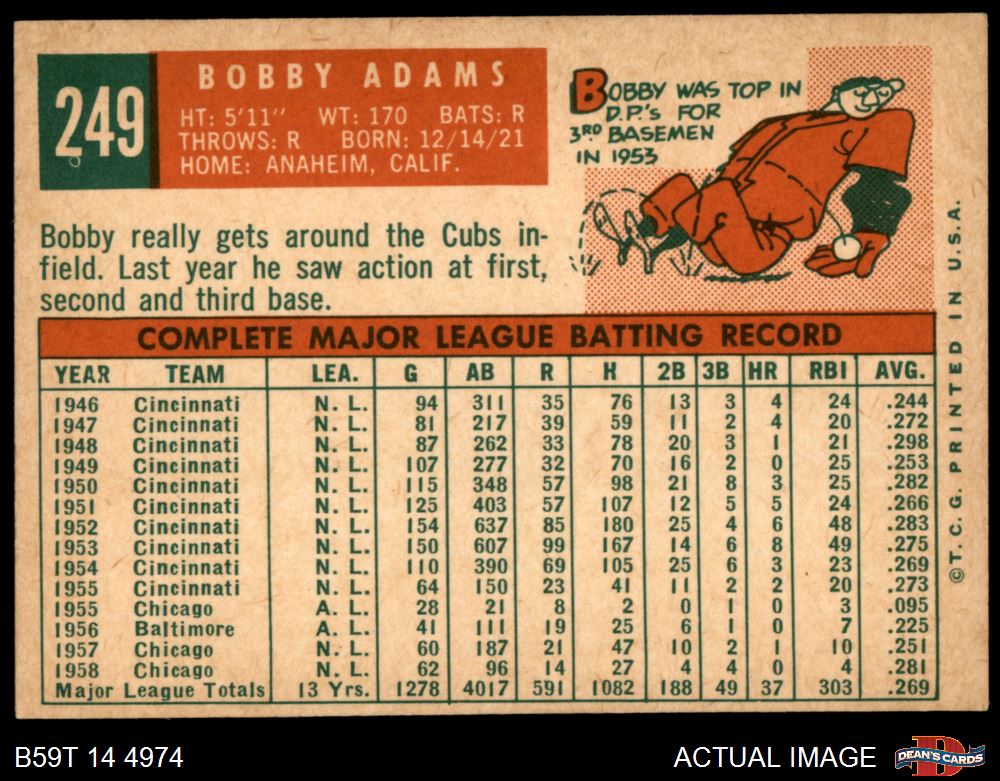 249
BOBBY ADAMS
HT: 5'11" WT: 170 BATS: R
THROWS: R BORN: 12/14/21
HOME: ANAHEIM, CALIF.
BOBBY WAS TOP IN
D.P.'S FOR
3RD BASEMEN
IN 1953
Bobby really gets around the Cubs in-
field. Last year he saw action at first,
second and third base.
COMPLETE MAJOR LEAGUE BATTING RECORD
YEAR TEAM LEA. G AB R H 2B 3B HR RBI AVG.
1946 Cincinnati N. L. 94 311 35 76 13 3 4 24 .244
1947 Cincinnati N. L. 81 217 39 59 11 2 4 20 .272
1948 Cincinnati N. L. 87 262 33 78 20 3 1 21 .298
1949 Cincinnati N. L. 107 277 32 70 16 2 0 25 .253
1950 Cincinnati N. L. 115 348 57 98 21 8 3 25 .282
1951 Cincinnati N. L. 125 403 57 107 12 5 5 24 .266
1952 Cincinnati N. L. 154 637 85 180 25 4 6 48 .283
1953 Cincinnati N. L. 150 607 99 167 14 6 8 49 .275
1954 Cincinnati N. L. 110 390 69 105 25 6 3 23 .269
1955 Cincinnati N. L. 64 150 23 41 11 2 2 20 .273
1955 Chicago A. L. 28 21 8 2 0 1 0 3 .095
1956 Baltimore A. L. 41 111 19 25 6 1 0 7 .225
1957 Chicago N. L. 60 187 21 47 10 2 1 10 .251
1958 Chicago N. L. 62 96 14 27 4 4 0 4 .281
Major League Totals 13 Yrs. 1278 4017 591 1082 188 49 37 303 .269
©T. C. G. PRINTED IN U.S.A.
B59T 14 4974
ACTUAL IMAGE
DEAN'S CARDS